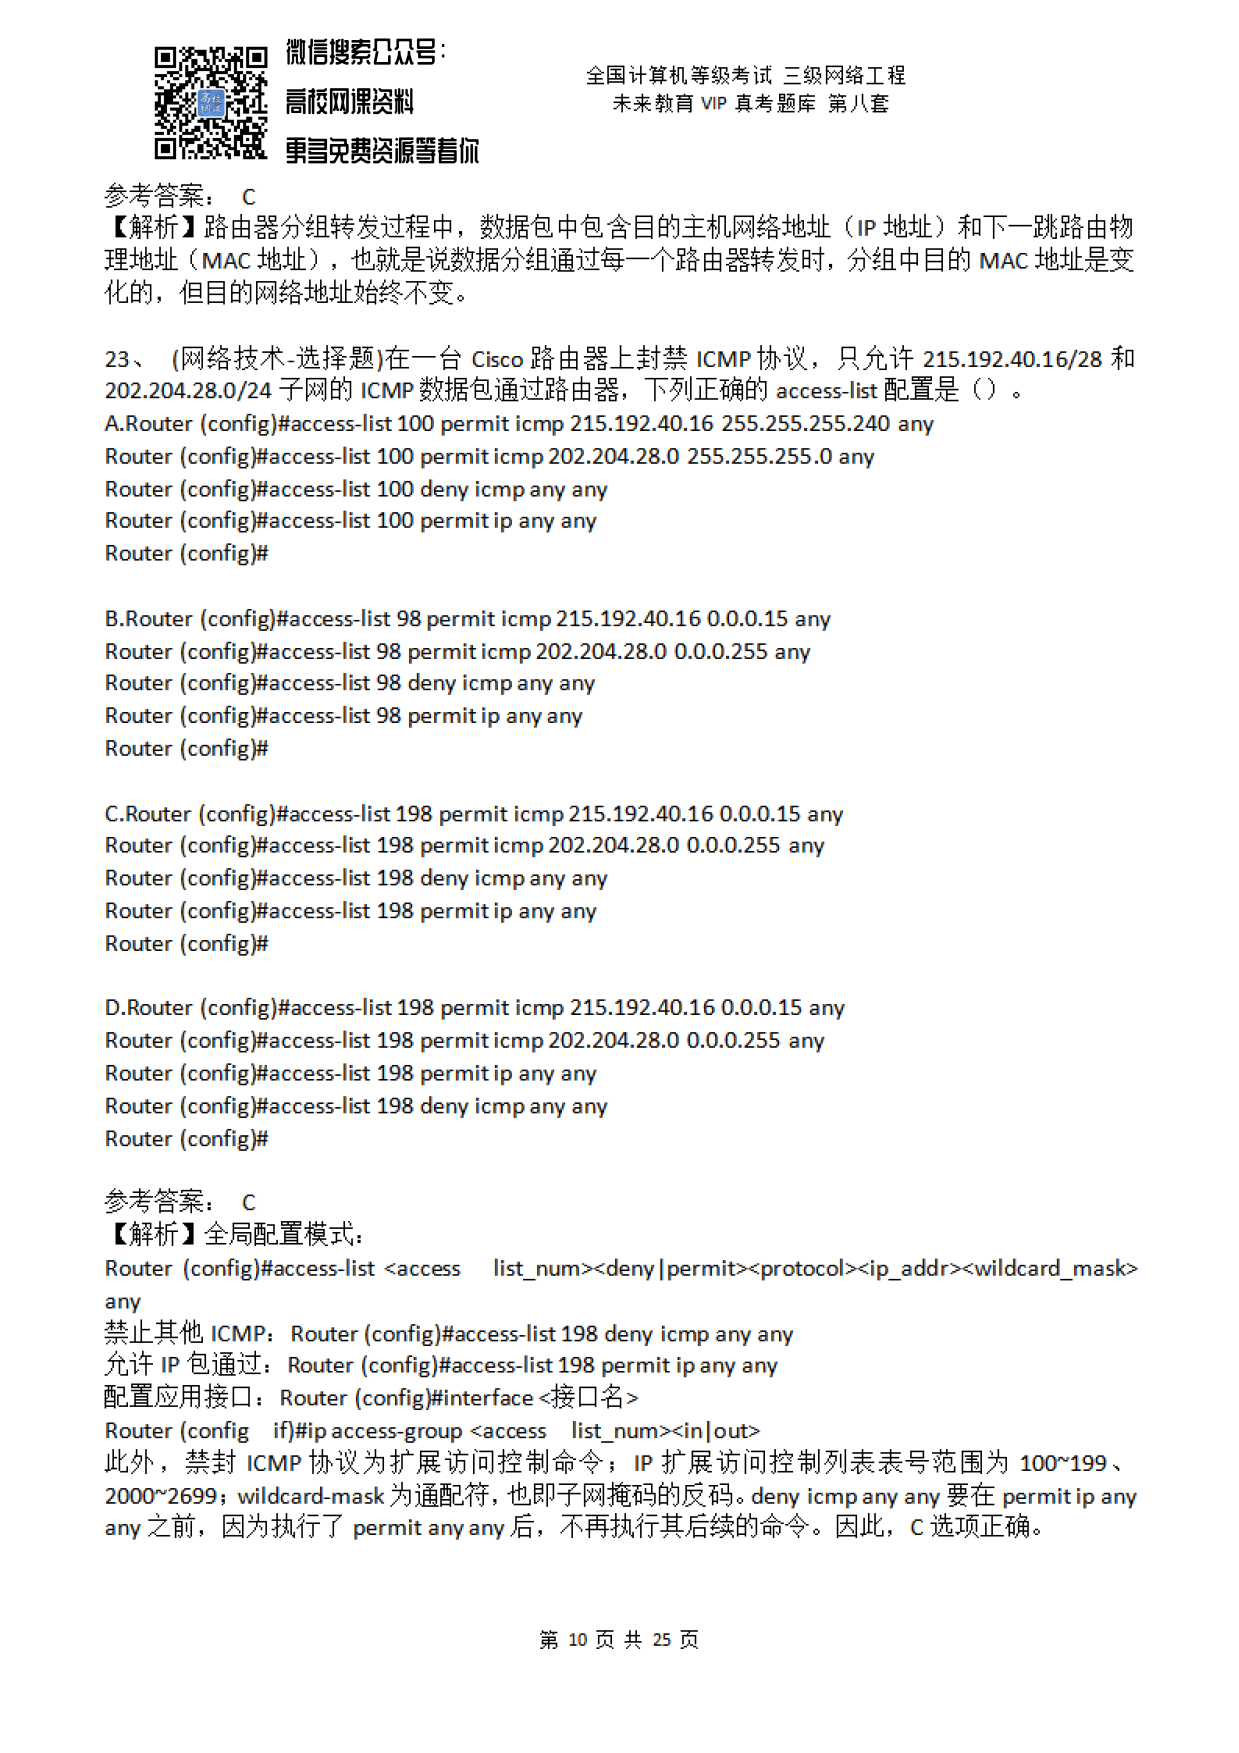 微信搜索公众号：
高校网课资料
更多免费资源等着你
全国计算机等级考试 三级网络工程
未来教育 VIP 真考题库 第八套
参考答案： C
【解析】路由器分组转发过程中，数据包中包含目的主机网络地址（IP 地址）和下一跳路由物
理地址（MAC 地址），也就是说数据分组通过每一个路由器转发时，分组中目的 MAC 地址是变
化的，但目的网络地址始终不变。
23、 (网络技术-选择题)在一台 Cisco 路由器上封禁 ICMP 协议，只允许 215.192.40.16/28 和
202.204.28.0/24 子网的 ICMP 数据包通过路由器，下列正确的 access-list 配置是（）。
A.Router (config)#access-list 100 permit icmp 215.192.40.16 255.255.255.240 any
Router (config)#access-list 100 permit icmp 202.204.28.0 255.255.255.0 any
Router (config)#access-list 100 deny icmp any any
Router (config)#access-list 100 permit ip any any
Router (config)#
B.Router (config)#access-list 98 permit icmp 215.192.40.16 0.0.0.15 any
Router (config)#access-list 98 permit icmp 202.204.28.0 0.0.0.255 any
Router (config)#access-list 98 deny icmp any any
Router (config)#access-list 98 permit ip any any
Router (config)#
C.Router (config)#access-list 198 permit icmp 215.192.40.16 0.0.0.15 any
Router (config)#access-list 198 permit icmp 202.204.28.0 0.0.0.255 any
Router (config)#access-list 198 deny icmp any any
Router (config)#access-list 198 permit ip any any
Router (config)#
D.Router (config)#access-list 198 permit icmp 215.192.40.16 0.0.0.15 any
Router (config)#access-list 198 permit icmp 202.204.28.0 0.0.0.255 any
Router (config)#access-list 198 permit ip any any
Router (config)#access-list 198 deny icmp any any
Router (config)#
参考答案： C
【解析】全局配置模式：
Router (config)#access-list <access list_num><deny|permit><protocol><ip_addr><wildcard_mask>
any
禁止其他 ICMP：Router (config)#access-list 198 deny icmp any any
允许 IP 包通过：Router (config)#access-list 198 permit ip any any
配置应用接口：Router (config)#interface <接口名>
Router (config if)#ip access-group <access list_num><in|out>
此外，禁封 ICMP 协议为扩展访问控制命令；IP 扩展访问控制列表表号范围为 100~199、
2000~2699；wildcard-mask 为通配符，也即子网掩码的反码。deny icmp any any 要在 permit ip any
any 之前，因为执行了 permit any any 后，不再执行其后续的命令。因此，C 选项正确。
第 10 页 共 25 页